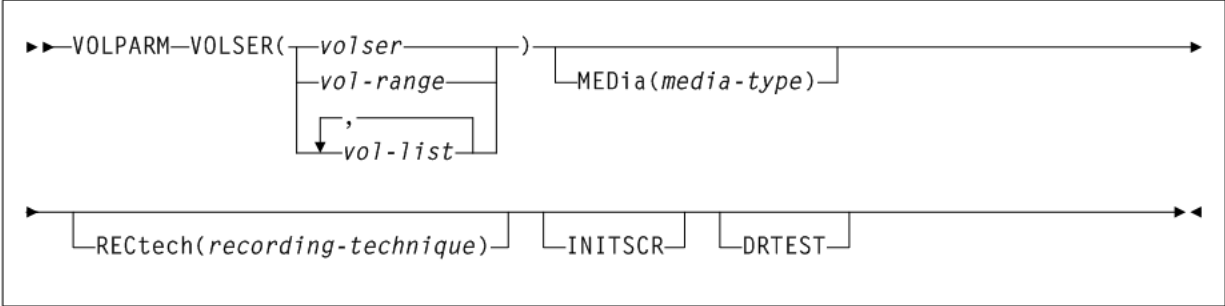 VOLPARM VOLSER( volser )
vol-range MEDia(media-type)
,
vol-list
RECtech(recording-technique) INITSCR DRTEST